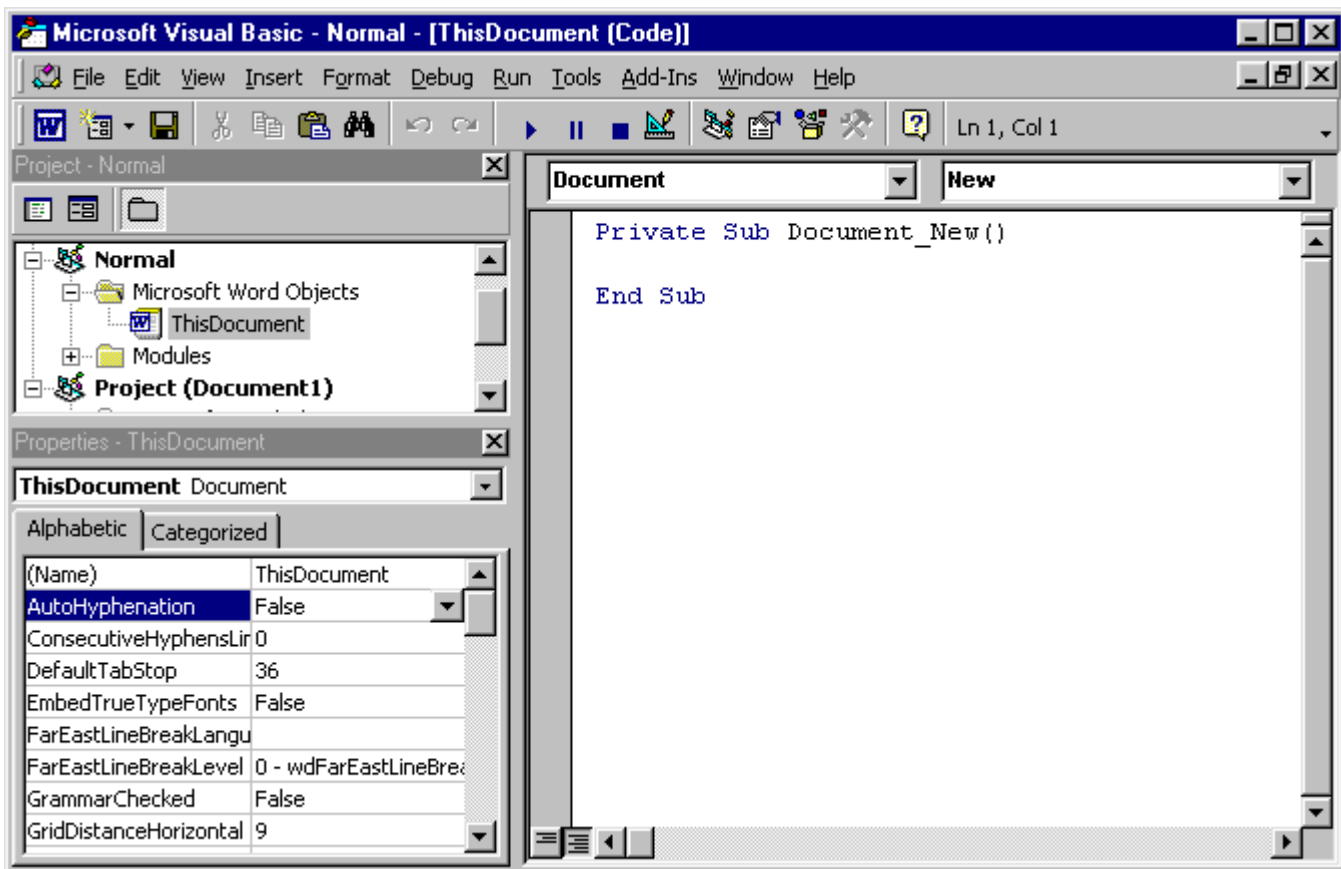 Microsoft Visual Basic - Normal - [ThisDocument (Code)]
File Edit View Insert Format Debug Run Tools Add-Ins Window Help
Ln 1, Col 1
Project - Normal
Normal
Microsoft Word Objects
ThisDocument
Modules
Project (Document1)
Properties - ThisDocument
ThisDocument Document
Alphabetic Categorized
(Name) ThisDocument
AutoHyphenation False
ConsecutiveHyphensLir 0
DefaultTabStop 36
EmbedTrueTypeFonts False
FarEastLineBreakLangu
FarEastLineBreakLevel 0 - wdFarEastLineBrea
GrammarChecked False
GridDistanceHorizontal 9
Document New
Private Sub Document_New()
End Sub